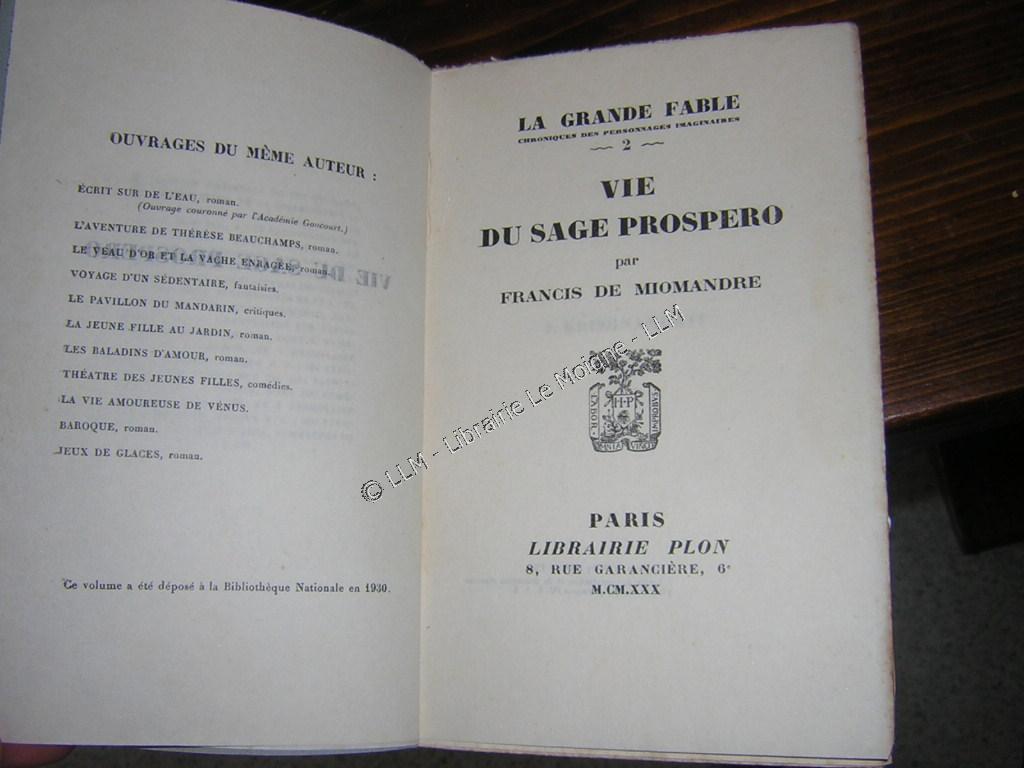 OUVRAGES DU MÊME AUTEUR :
ÉCRIT SUR DE L'EAU, roman.
(Ouvrage couronné par l'Académie Goncourt.)
L'AVENTURE DE THÉRÈSE BEAUCHAMPS, roman.
LE VEAU D'OR ET LA VACHE ENRAGÉE, roman.
VOYAGE D'UN SÉDENTAIRE, fantaisies.
LE PAVILLON DU MANDARIN, critiques.
LA JEUNE FILLE AU JARDIN, roman.
LES BALADINS D'AMOUR, roman.
THÉATRE DES JEUNES FILLES, comédies.
LA VIE AMOUREUSE DE VÉNUS.
BAROQUE, roman.
JEUX DE GLACES, roman.
Ce volume a été déposé à la Bibliothèque Nationale en 1930.
LA GRANDE FABLE
CHRONIQUES DES PERSONNAGES IMAGINAIRES
2
VIE
DU SAGE PROSPERO
par
FRANCIS DE MIOMANDRE
H-P
LABOR
OMNIA VINCIT
IMPROBVS
PARIS
LIBRAIRIE PLON
8, RUE GARANCIÈRE, 6e
M.CM.XXX
© LLM - Librairie Le Moigne - LLM